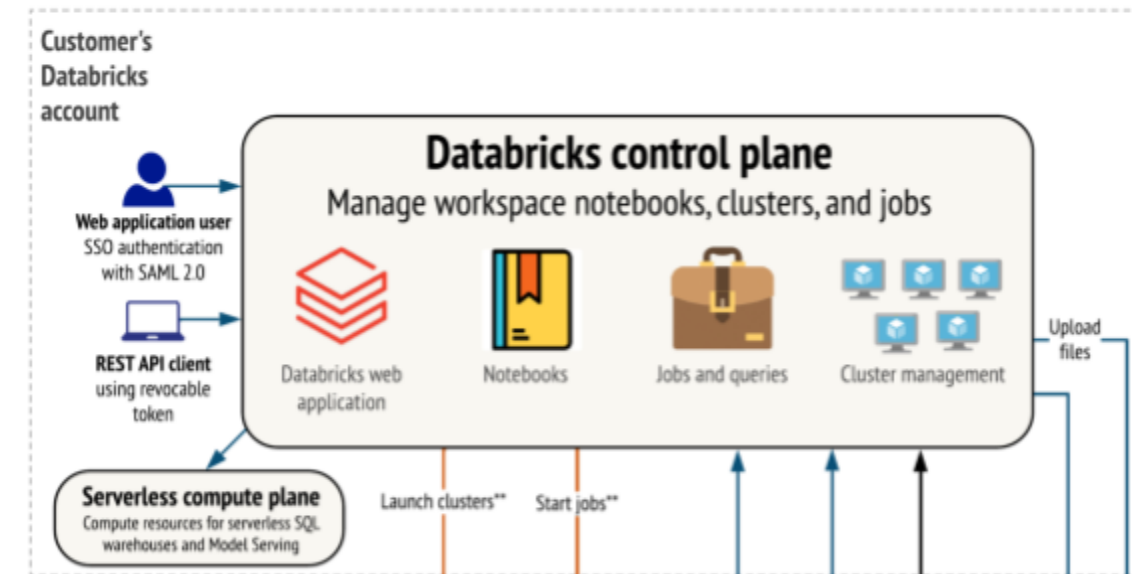 Customer's
Databricks
account
Databricks control plane
Manage workspace notebooks, clusters, and jobs
Web application user
SSO authentication
with SAML 2.0
REST API client
using revocable
token
Databricks web
application
Notebooks
Jobs and queries
Cluster management
Upload
files
Serverless compute plane
Compute resources for serverless SQL
warehouses and Model Serving
Launch clusters**
Start jobs**